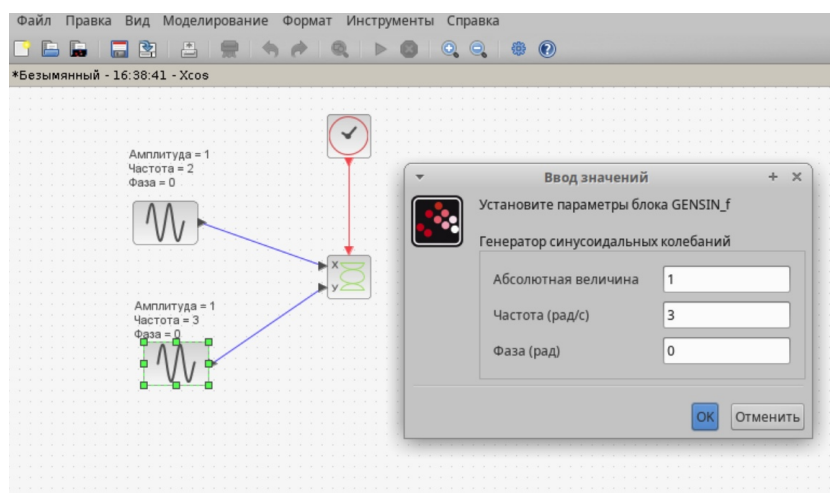 Файл Правка Вид Моделирование Формат Инструменты Справка
*Безымянный - 16:38:41 - Xcos
Амплитуда = 1
Частота = 2
Фаза = 0
X
y
Амплитуда = 1
Частота = 3
Фаза = 0
Ввод значений
Установите параметры блока GENSIN_f
Генератор синусоидальных колебаний
Абсолютная величина 1
Частота (рад/с) 3
Фаза (рад) 0
OK Отменить